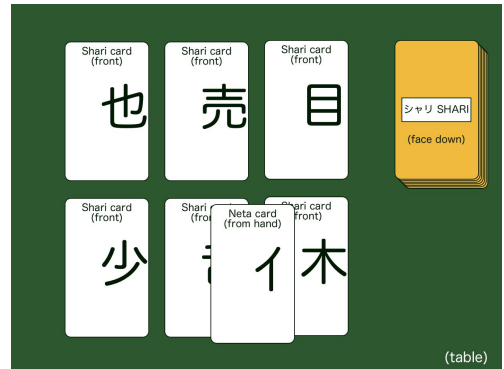 Shari card
(front)
也
Shari card
(front)
売
Shari card
(front)
目
シャリ SHARI
(face down)
Shari card
(front)
少
Neta card
(from hand)
イ
木
(table)